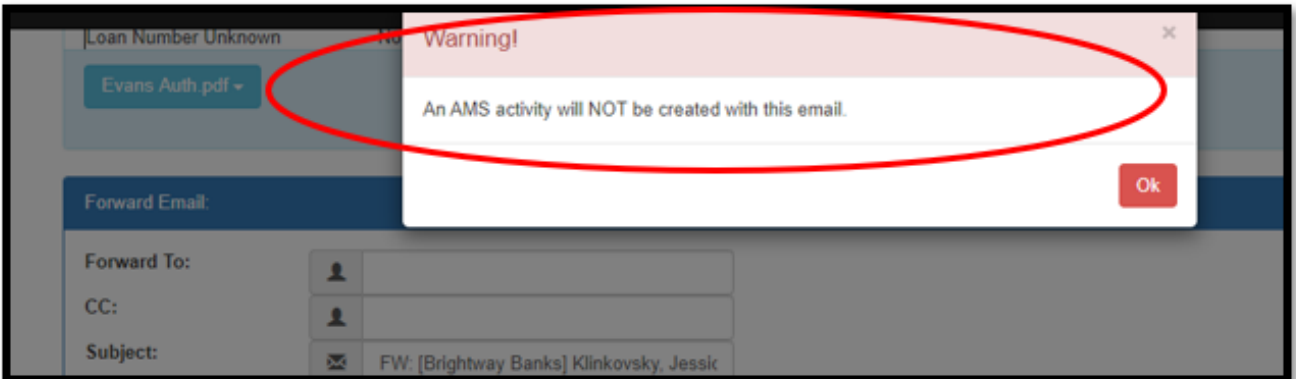 Loan Number Unknown No Warning! ×
Evans Auth.pdf
An AMS activity will NOT be created with this email.
Ok
Forward Email:
Forward To:
CC:
Subject: FW: [Brightway Banks] Klinkovsky, Jessic